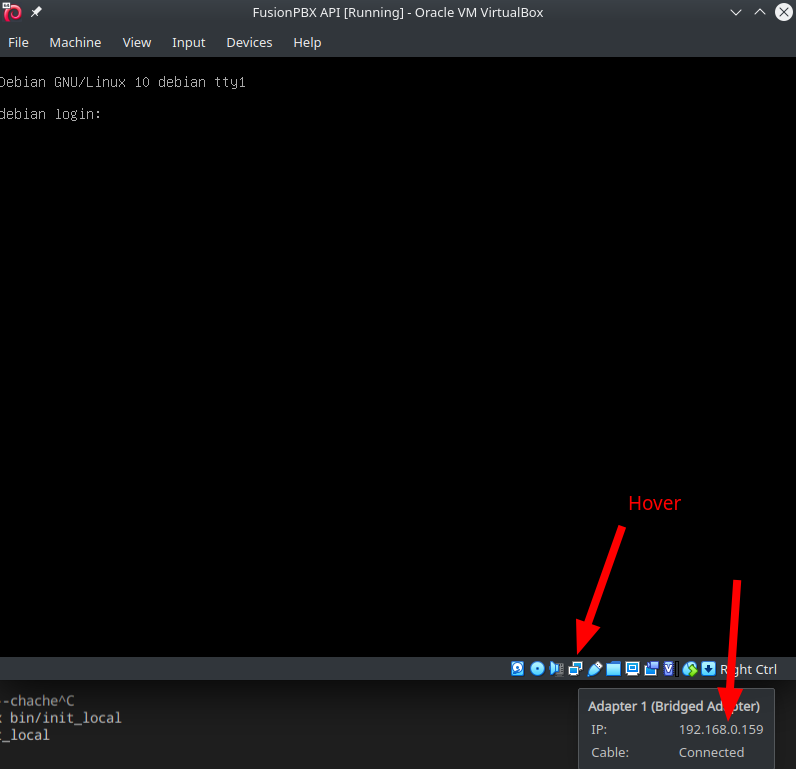 FusionPBX API [Running] - Oracle VM VirtualBox
File Machine View Input Devices Help
Debian GNU/Linux 10 debian tty1
debian login:
Hover
Right Ctrl
--chache^C
bin/init_local
t_local
Adapter 1 (Bridged Adapter)
IP: 192.168.0.159
Cable: Connected